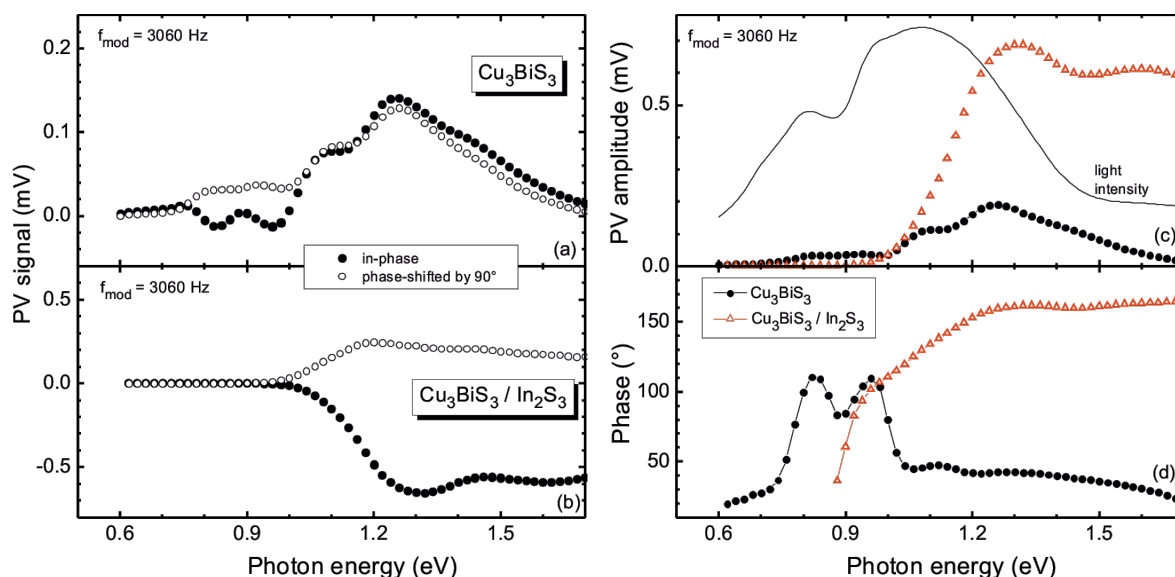 f_mod = 3060 Hz
Cu₃BiS₃
0.2
0.1
0.0
(a)
PV signal (mV)
in-phase
phase-shifted by 90°
f_mod = 3060 Hz
0.5
0.0
-0.5
Cu₃BiS₃ / In₂S₃
(b)
0.6 0.9 1.2 1.5
Photon energy (eV)
f_mod = 3060 Hz
0.5
0.0
PV amplitude (mV)
light
intensity
(c)
Cu₃BiS₃
Cu₃BiS₃ / In₂S₃
150
100
50
Phase (°)
(d)
0.6 0.9 1.2 1.5
Photon energy (eV)